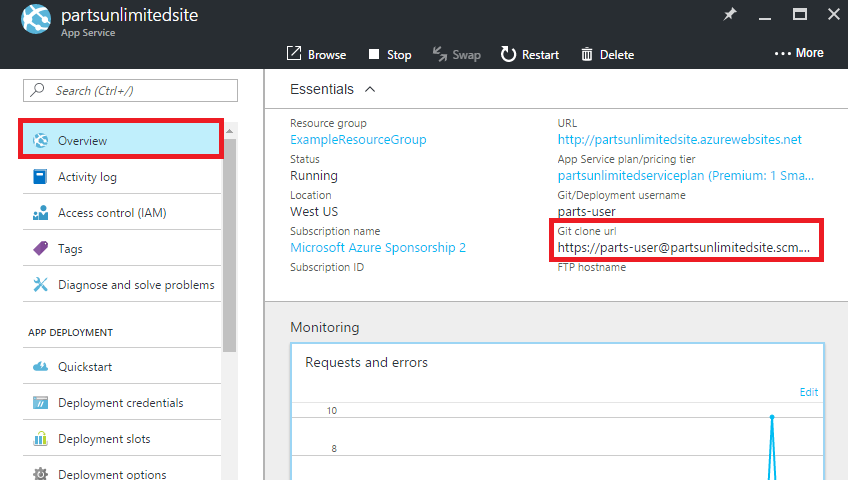 partsunlimitedsite
App Service
Browse
Stop
Swap
Restart
Delete
More
Search (Ctrl+/)
Overview
Activity log
Access control (IAM)
Tags
Diagnose and solve problems
APP DEPLOYMENT
Quickstart
Deployment credentials
Deployment slots
Deployment options
Essentials
Resource group
ExampleResourceGroup
Status
Running
Location
West US
Subscription name
Microsoft Azure Sponsorship 2
Subscription ID
URL
http://partsunlimitedsite.azurewebsites.net
App Service plan/pricing tier
partsunlimitedserviceplan (Premium: 1 Sma...
Git/Deployment username
parts-user
Git clone url
https://parts-user@partsunlimitedsite.scm....
FTP hostname
Monitoring
Requests and errors
Edit
10
8